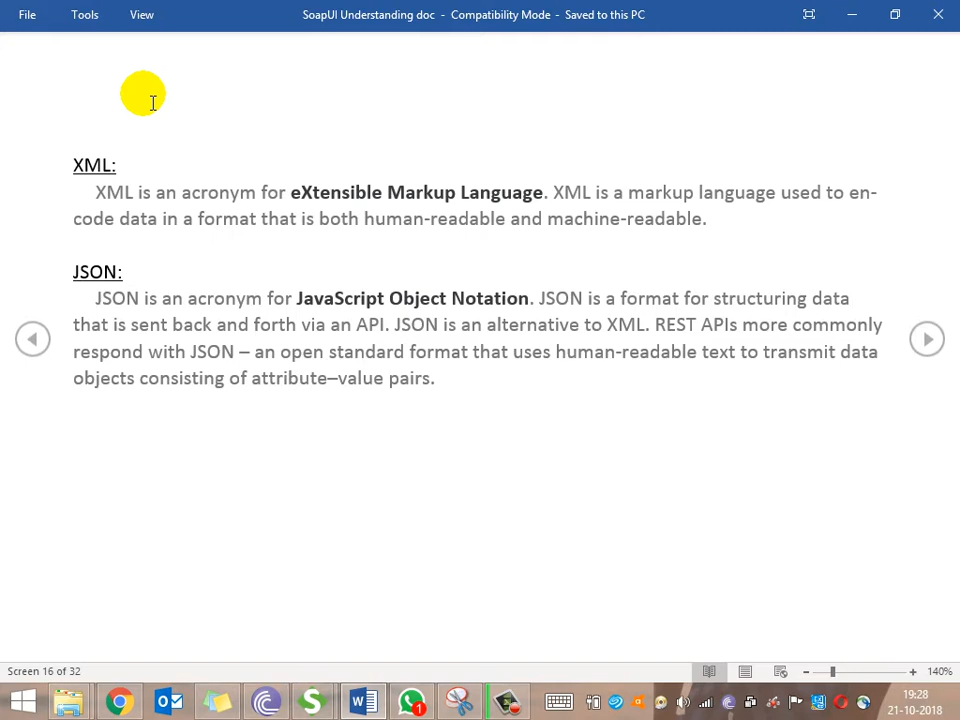 File Tools View SoapUI Understanding doc - Compatibility Mode - Saved to this PC
XML:
XML is an acronym for eXtensible Markup Language. XML is a markup language used to en-
code data in a format that is both human-readable and machine-readable.
JSON:
JSON is an acronym for JavaScript Object Notation. JSON is a format for structuring data
that is sent back and forth via an API. JSON is an alternative to XML. REST APIs more commonly
respond with JSON – an open standard format that uses human-readable text to transmit data
objects consisting of attribute–value pairs.
Screen 16 of 32 140%
19:28
21-10-2018